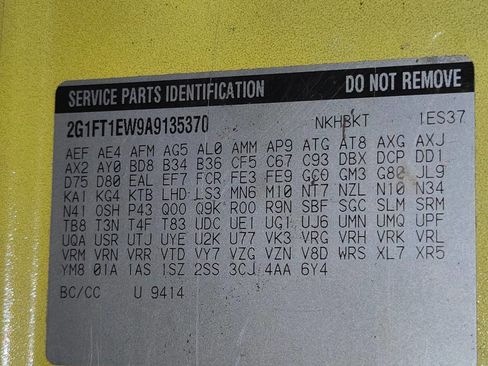 SERVICE PARTS IDENTIFICATION DO NOT REMOVE
2G1FT1EW9A9135370 NKHBKT 1ES37
AEF AE4 AFM AG5 AL0 AMM AP9 ATG AT8 AXG AXJ
AX2 AY0 BD8 B34 B36 CF5 C67 C93 DBX DCP DD1
D75 D80 EAL EF7 FCR FE3 FE9 GCO GM3 G80 JL9
KA1 KG4 KTB LHD LS3 MN6 M10 NT7 NZL N10 N34
N41 OSH P43 Q00 Q9K R00 R9N SBF SGC SLM SRM
TB8 T3N T4F T83 UDC UE1 UG1 UJ6 UMN UMQ UPF
UQA USR UTJ UYE U2K U77 VK3 VRG VRH VRK VRL
VRM VRN VRR VTD VY7 VZG VZN V8D WRS XL7 XR5
YM8 01A 1AS 1SZ 2SS 3CJ 4AA 6Y4
BC/CC U 9414